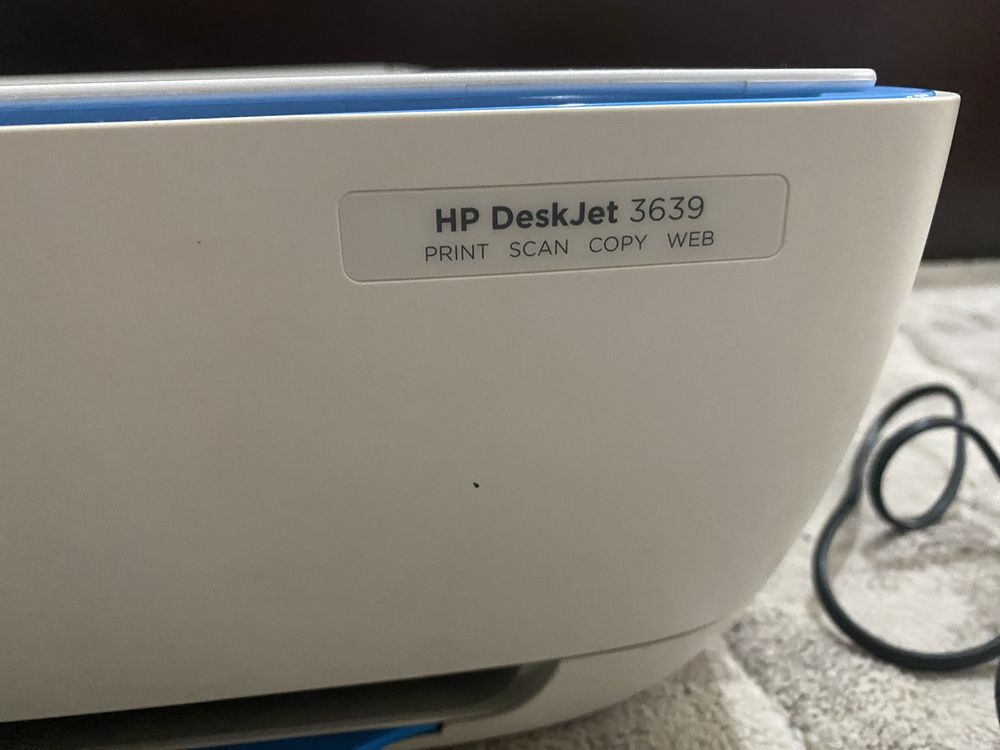 HP DeskJet 3639
PRINT SCAN COPY WEB